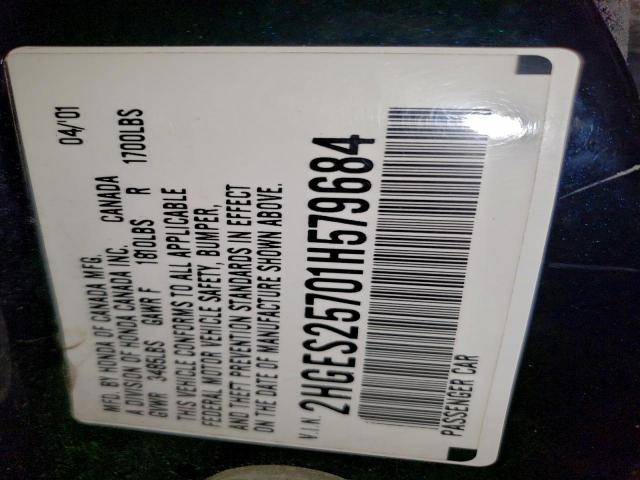 MFD. BY HONDA OF CANADA MFG. 04/'01
A DIVISION OF HONDA CANADA INC. CANADA
GVWR 3485LBS GAWR F 1810LBS R 1700LBS
THIS VEHICLE CONFORMS TO ALL APPLICABLE
FEDERAL MOTOR VEHICLE SAFETY, BUMPER,
AND THEFT PREVENTION STANDARDS IN EFFECT
ON THE DATE OF MANUFACTURE SHOWN ABOVE.
V.I.N. 2HGES25701H579684
PASSENGER CAR